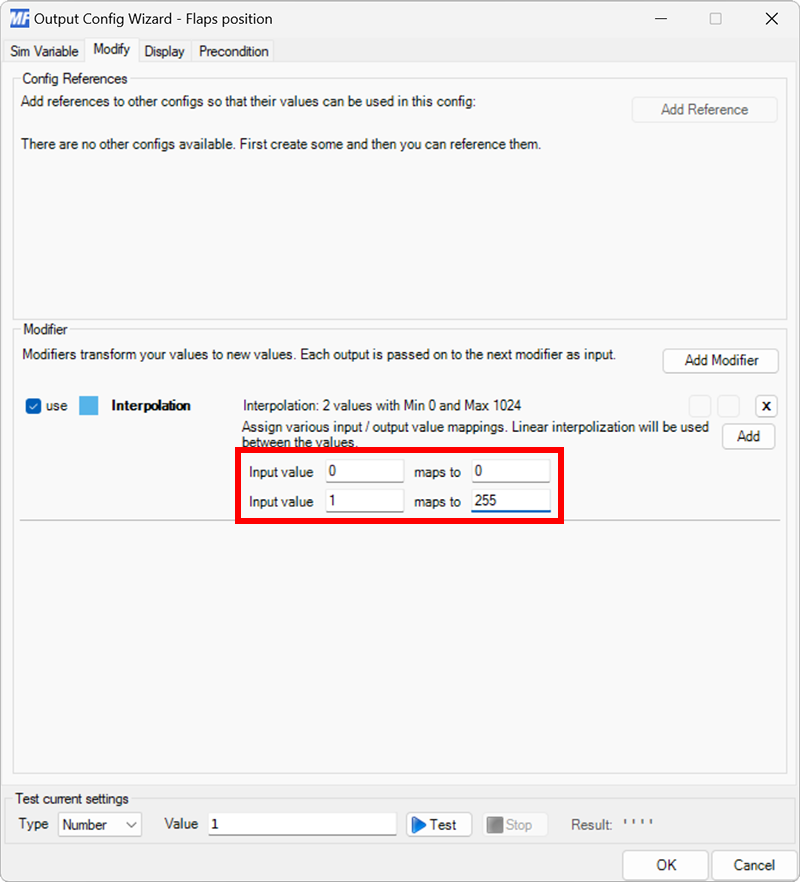 MF Output Config Wizard - Flaps position
Sim Variable Modify Display Precondition
Config References
Add references to other configs so that their values can be used in this config:
Add Reference
There are no other configs available. First create some and then you can reference them.
Modifier
Modifiers transform your values to new values. Each output is passed on to the next modifier as input.
Add Modifier
use Interpolation Interpolation: 2 values with Min 0 and Max 1024 X
Assign various input / output value mappings. Linear interpolization will be used
between the values.
Add
Input value 0 maps to 0
Input value 1 maps to 255
Test current settings
Type Number Value 1 Test Stop Result: ' ' ' '
OK Cancel